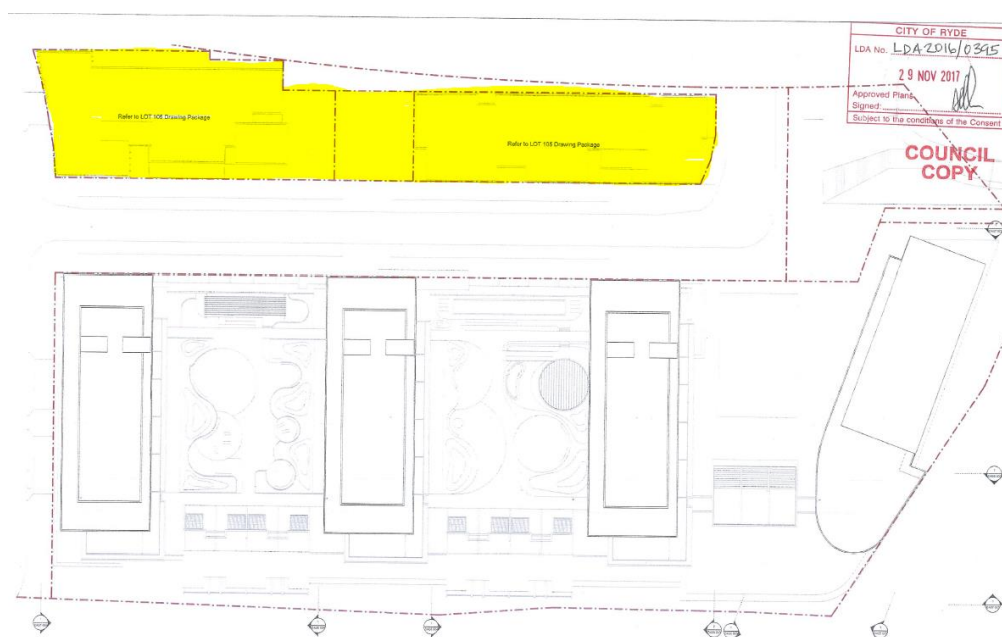 CITY OF RYDE
LDA No. LDA2016/0395
29 NOV 2017
Approved Plans
Signed:
Subject to the conditions of the Consent
COUNCIL
COPY
Refer to LOT 106 Drawing Package
Refer to LOT 105 Drawing Package